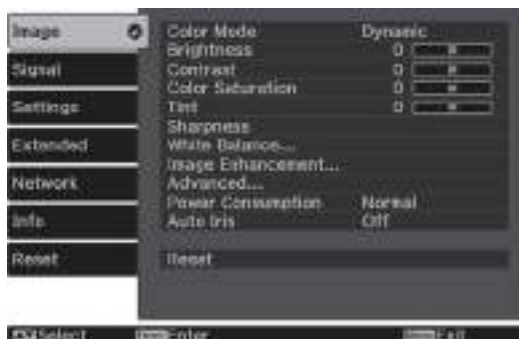 Image
Signal
Settings
Extended
Network
Info
Reset
Color Mode Dynamic
Brightness 0
Contrast 0
Color Saturation 0
Tint 0
Sharpness
White Balance...
Image Enhancement...
Advanced...
Power Consumption Normal
Auto Iris Off
Reset
Select Enter Exit